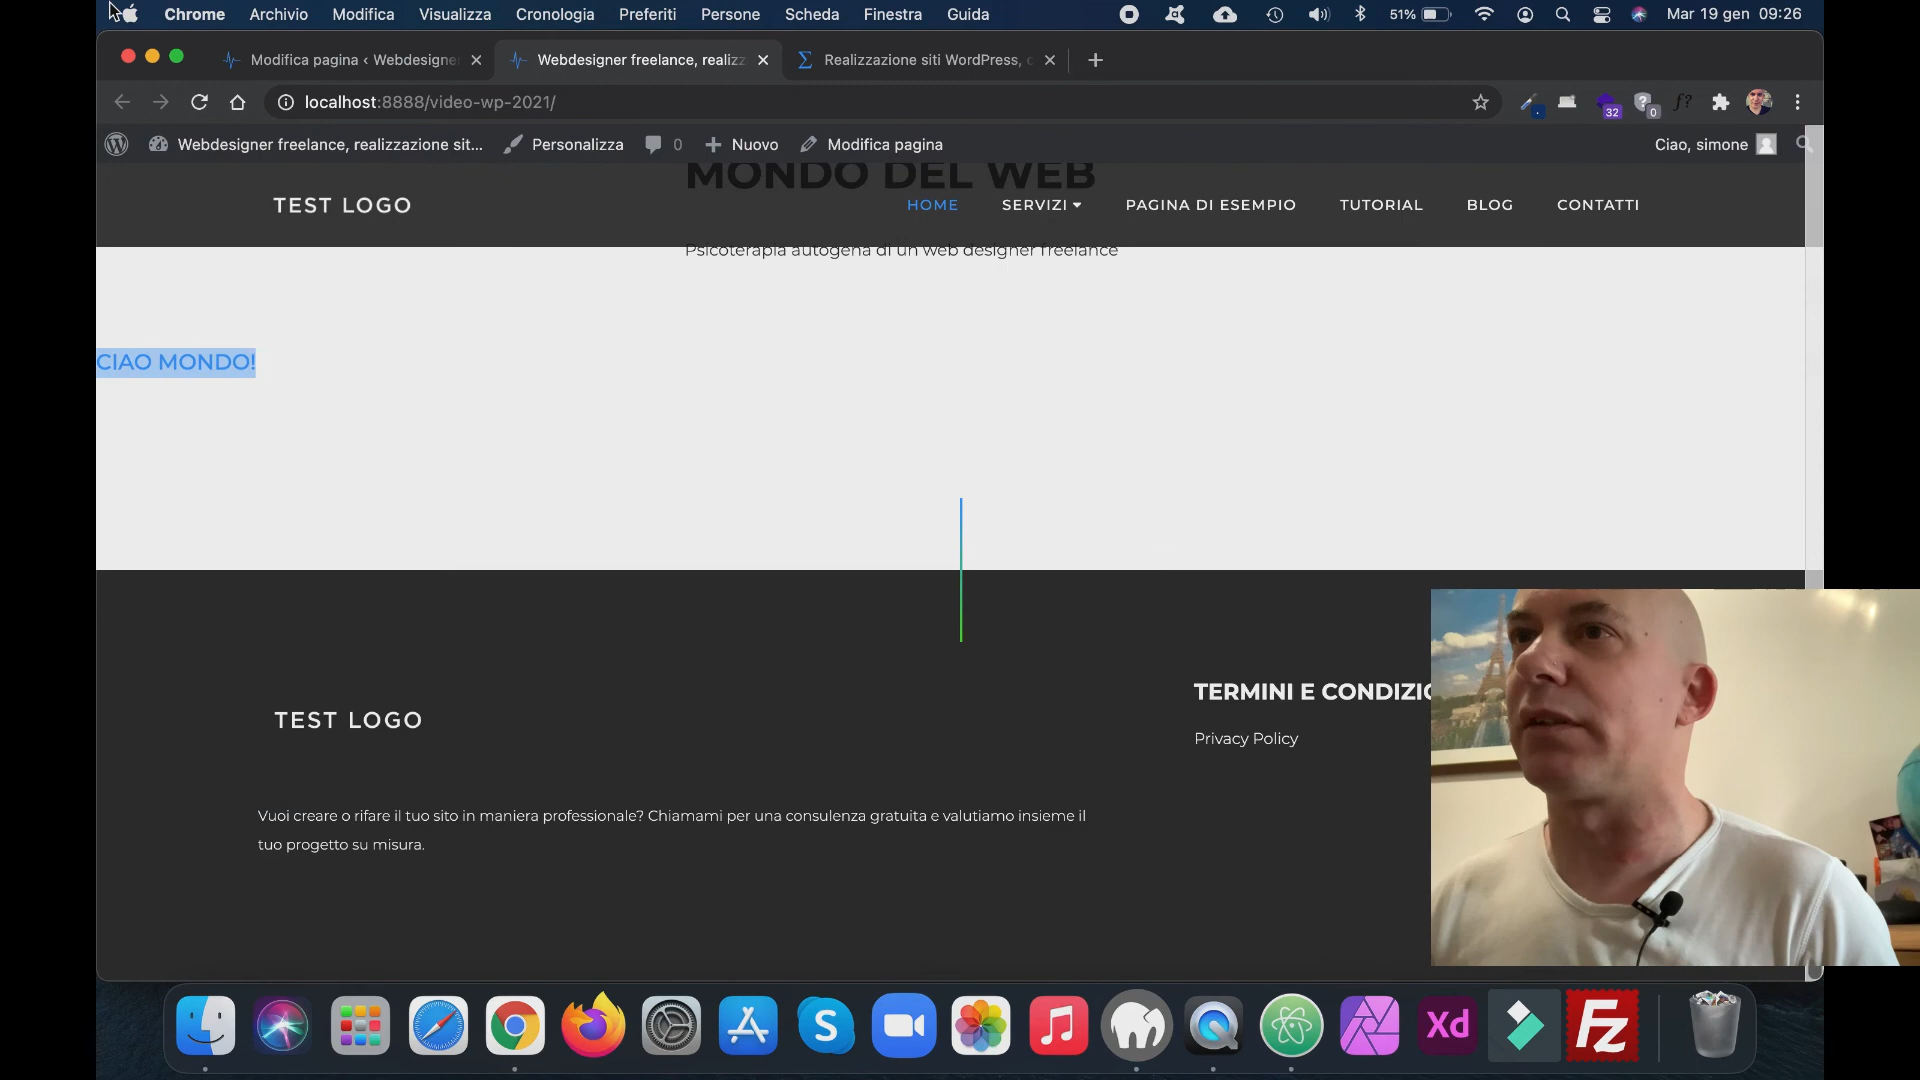 Chrome Archivio Modifica Visualizza Cronologia Preferiti Persone Scheda Finestra Guida 51% Mar 19 gen 09:26
Modifica pagina ‹ Webdesigner Webdesigner freelance, realizz Realizzazione siti WordPress,
localhost:8888/video-wp-2021/ 32 0 f?
Webdesigner freelance, realizzazione sit... Personalizza 0 Nuovo Modifica pagina Ciao, simone
MONDO DEL WEB
TEST LOGO HOME SERVIZI PAGINA DI ESEMPIO TUTORIAL BLOG CONTATTI
Psicoterapia autogena di un web designer freelance
CIAO MONDO!
TERMINI E CONDIZIO
TEST LOGO
Privacy Policy
Vuoi creare o rifare il tuo sito in maniera professionale? Chiamami per una consulenza gratuita e valutiamo insieme il
tuo progetto su misura.
S Xd Fz